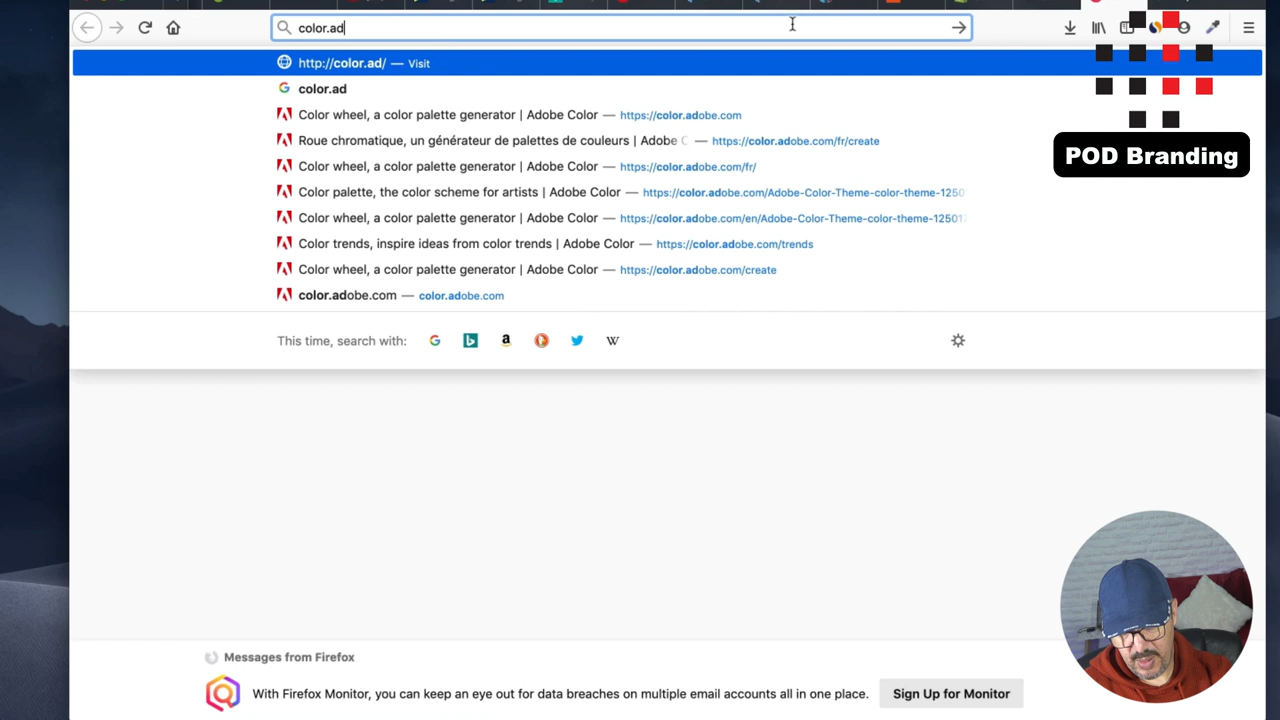 color.ad
http://color.ad/ — Visit
color.ad
Color wheel, a color palette generator | Adobe Color — https://color.adobe.com
Roue chromatique, un générateur de palettes de couleurs | Adobe C — https://color.adobe.com/fr/create
Color wheel, a color palette generator | Adobe Color — https://color.adobe.com/fr/
Color palette, the color scheme for artists | Adobe Color — https://color.adobe.com/Adobe-Color-Theme-color-theme-1250
Color wheel, a color palette generator | Adobe Color — https://color.adobe.com/en/Adobe-Color-Theme-color-theme-12501
Color trends, inspire ideas from color trends | Adobe Color — https://color.adobe.com/trends
Color wheel, a color palette generator | Adobe Color — https://color.adobe.com/create
color.adobe.com — color.adobe.com
This time, search with:
POD Branding
Messages from Firefox
With Firefox Monitor, you can keep an eye out for data breaches on multiple email accounts all in one place. Sign Up for Monitor